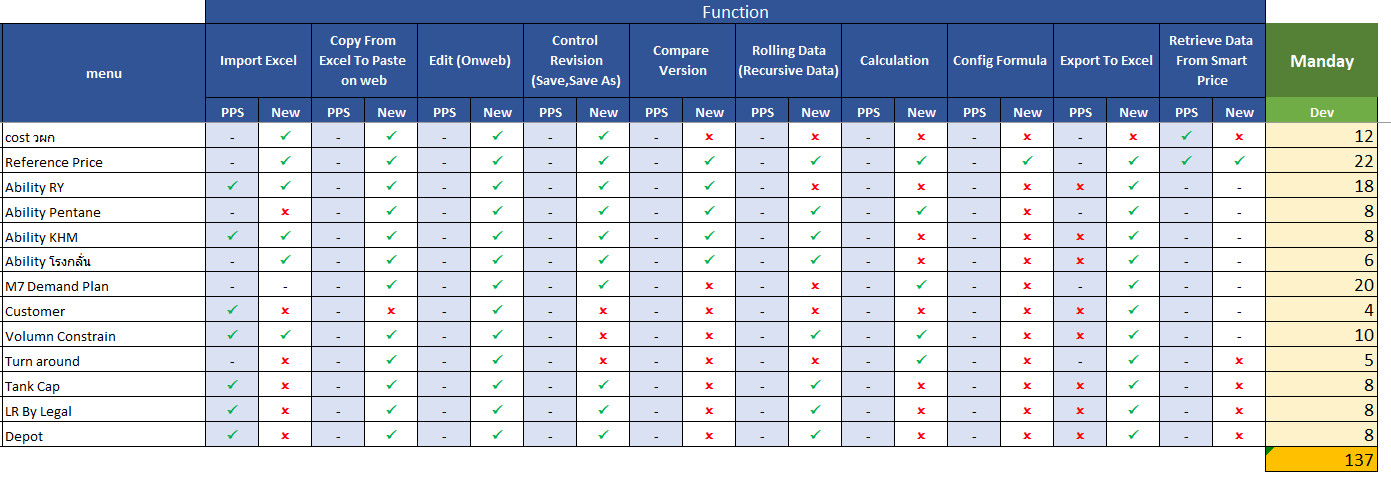 Function
menu
Import Excel
Copy From
Excel To Paste
on web
Edit (Onweb)
Control
Revision
(Save,Save As)
Compare
Version
Rolling Data
(Recursive Data)
Calculation
Config Formula
Export To Excel
Retrieve Data
From Smart
Price
Manday
PPS New PPS New PPS New PPS New PPS New PPS New PPS New PPS New PPS New PPS New Dev
cost วผก - ✓ - ✓ - ✓ - ✓ - × - × - × - × - × ✓ × 12
Reference Price - ✓ - ✓ - ✓ - ✓ - ✓ - ✓ - ✓ - ✓ - ✓ ✓ ✓ 22
Ability RY ✓ ✓ - ✓ - ✓ - ✓ - ✓ - × - × - × × ✓ - - 18
Ability Pentane - × - ✓ - ✓ - ✓ - ✓ - ✓ - ✓ - × - ✓ - - 8
Ability KHM ✓ ✓ - ✓ - ✓ - ✓ - ✓ - ✓ - × - × × ✓ - - 8
Ability โรงกลั่น - ✓ - ✓ - ✓ - ✓ - ✓ - ✓ - × - × × ✓ - - 6
M7 Demand Plan - - - ✓ - ✓ - ✓ - × - × - ✓ - × - ✓ - - 20
Customer ✓ × - × - ✓ - × - × - × - × - × × ✓ - - 4
Volumn Constrain ✓ ✓ - ✓ - ✓ - × - × - ✓ - ✓ - × × ✓ - - 10
Turn around - × - ✓ - ✓ - × - × - × - ✓ - × - ✓ - × 5
Tank Cap ✓ × - ✓ - ✓ - ✓ - × - ✓ - × - × × ✓ - × 8
LR By Legal ✓ × - ✓ - ✓ - ✓ - × - ✓ - × - × × ✓ - × 8
Depot ✓ × - ✓ - ✓ - ✓ - × - ✓ - × - × × ✓ - × 8
137